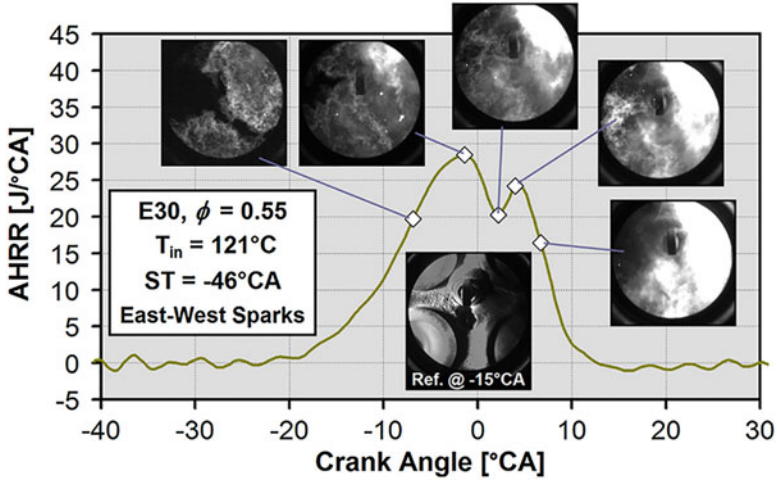 AHRR [J/°CA]
45
40
35
30
25
20
15
10
5
0
-5
E30, ϕ = 0.55
T_in = 121°C
ST = -46°CA
East-West Sparks
Ref. @ -15°CA
-40 -30 -20 -10 0 10 20 30
Crank Angle [°CA]